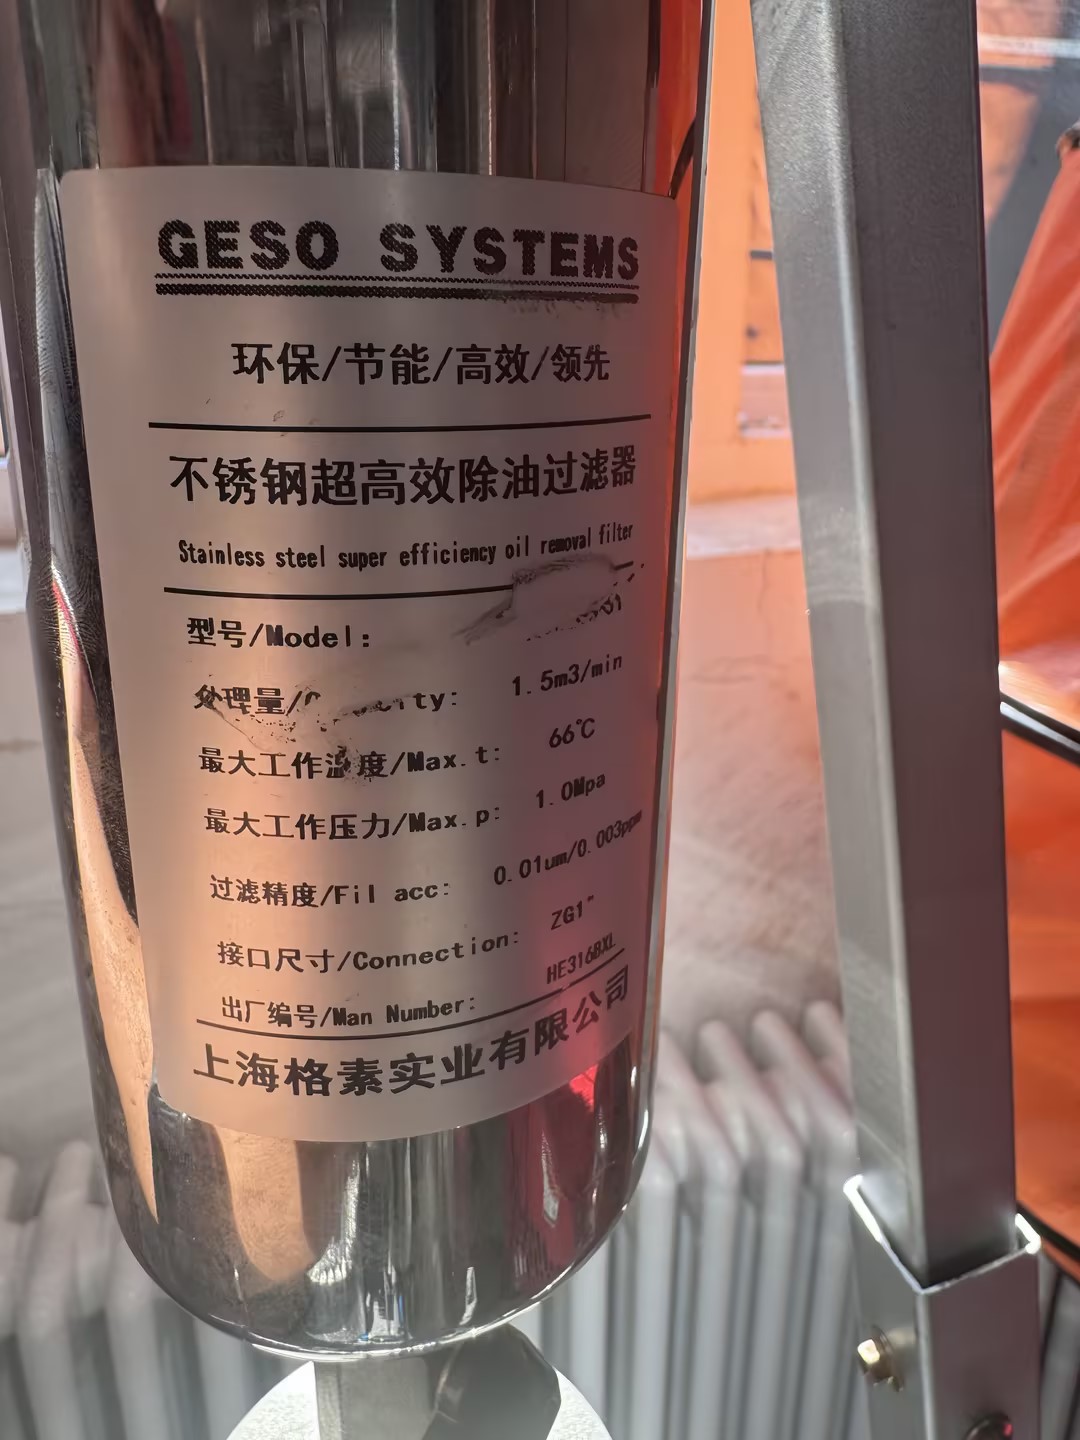 GESO SYSTEMS
环保/节能/高效/领先
不锈钢超高效除油过滤器
Stainless steel super efficiency oil removal filter
型号/Model:
处理量/ 1.5m3/min
最大工作温度/Max.t: 66℃
最大工作压力/Max.p: 1.0Mpa
过滤精度/Fil acc: 0.01um/0.003ppm
接口尺寸/Connection: ZG1"
出厂编号/Man Number: HE316BXL
上海格素实业有限公司